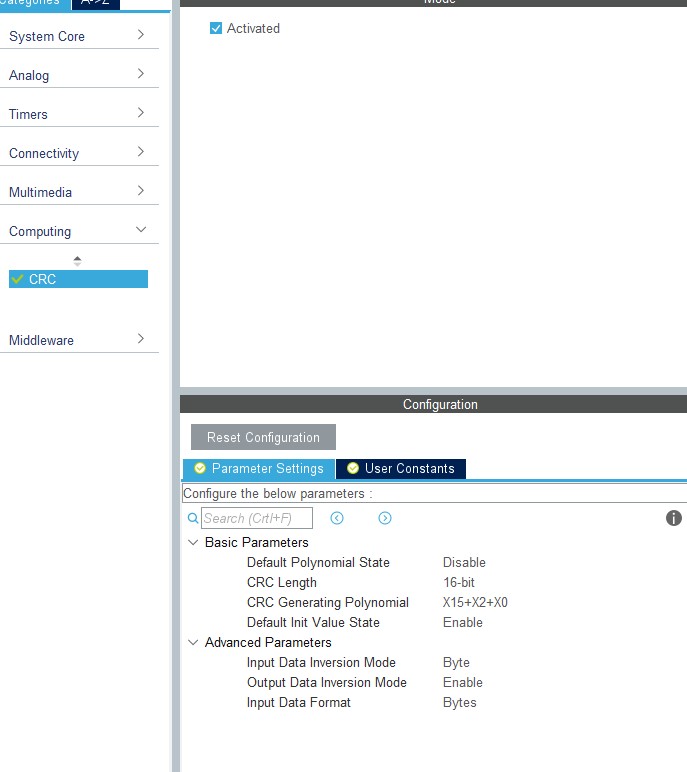 Categories
A->Z
Mode
System Core
Analog
Timers
Connectivity
Multimedia
Computing
CRC
Middleware
Activated
Configuration
Reset Configuration
Parameter Settings
User Constants
Configure the below parameters :
Search (Crtl+F)
Basic Parameters
Default Polynomial State Disable
CRC Length 16-bit
CRC Generating Polynomial X15+X2+X0
Default Init Value State Enable
Advanced Parameters
Input Data Inversion Mode Byte
Output Data Inversion Mode Enable
Input Data Format Bytes